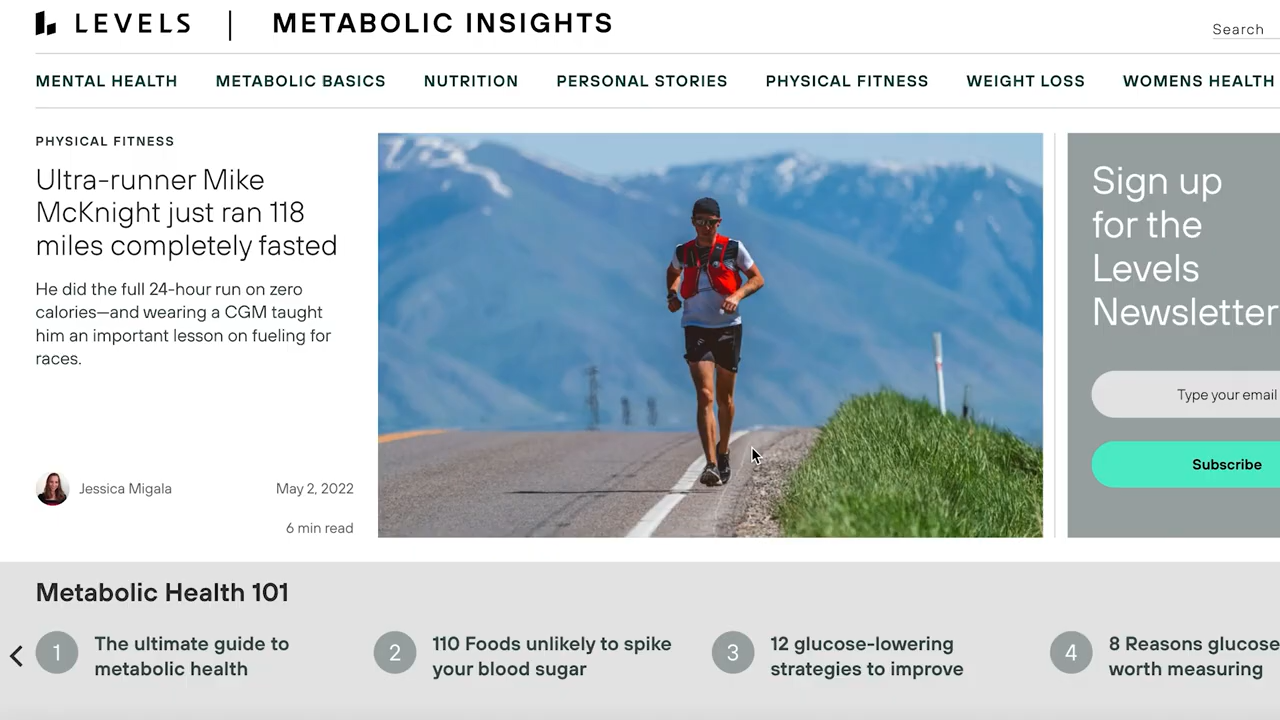 LEVELS | METABOLIC INSIGHTS
Search
MENTAL HEALTH METABOLIC BASICS NUTRITION PERSONAL STORIES PHYSICAL FITNESS WEIGHT LOSS WOMENS HEALTH
PHYSICAL FITNESS
Ultra-runner Mike
McKnight just ran 118
miles completely fasted
He did the full 24-hour run on zero
calories—and wearing a CGM taught
him an important lesson on fueling for
races.
Jessica Migala
May 2, 2022
6 min read
Sign up
for the
Levels
Newsletter
Type your email
Subscribe
Metabolic Health 101
1
The ultimate guide to
metabolic health
2
110 Foods unlikely to spike
your blood sugar
3
12 glucose-lowering
strategies to improve
4
8 Reasons glucose
worth measuring